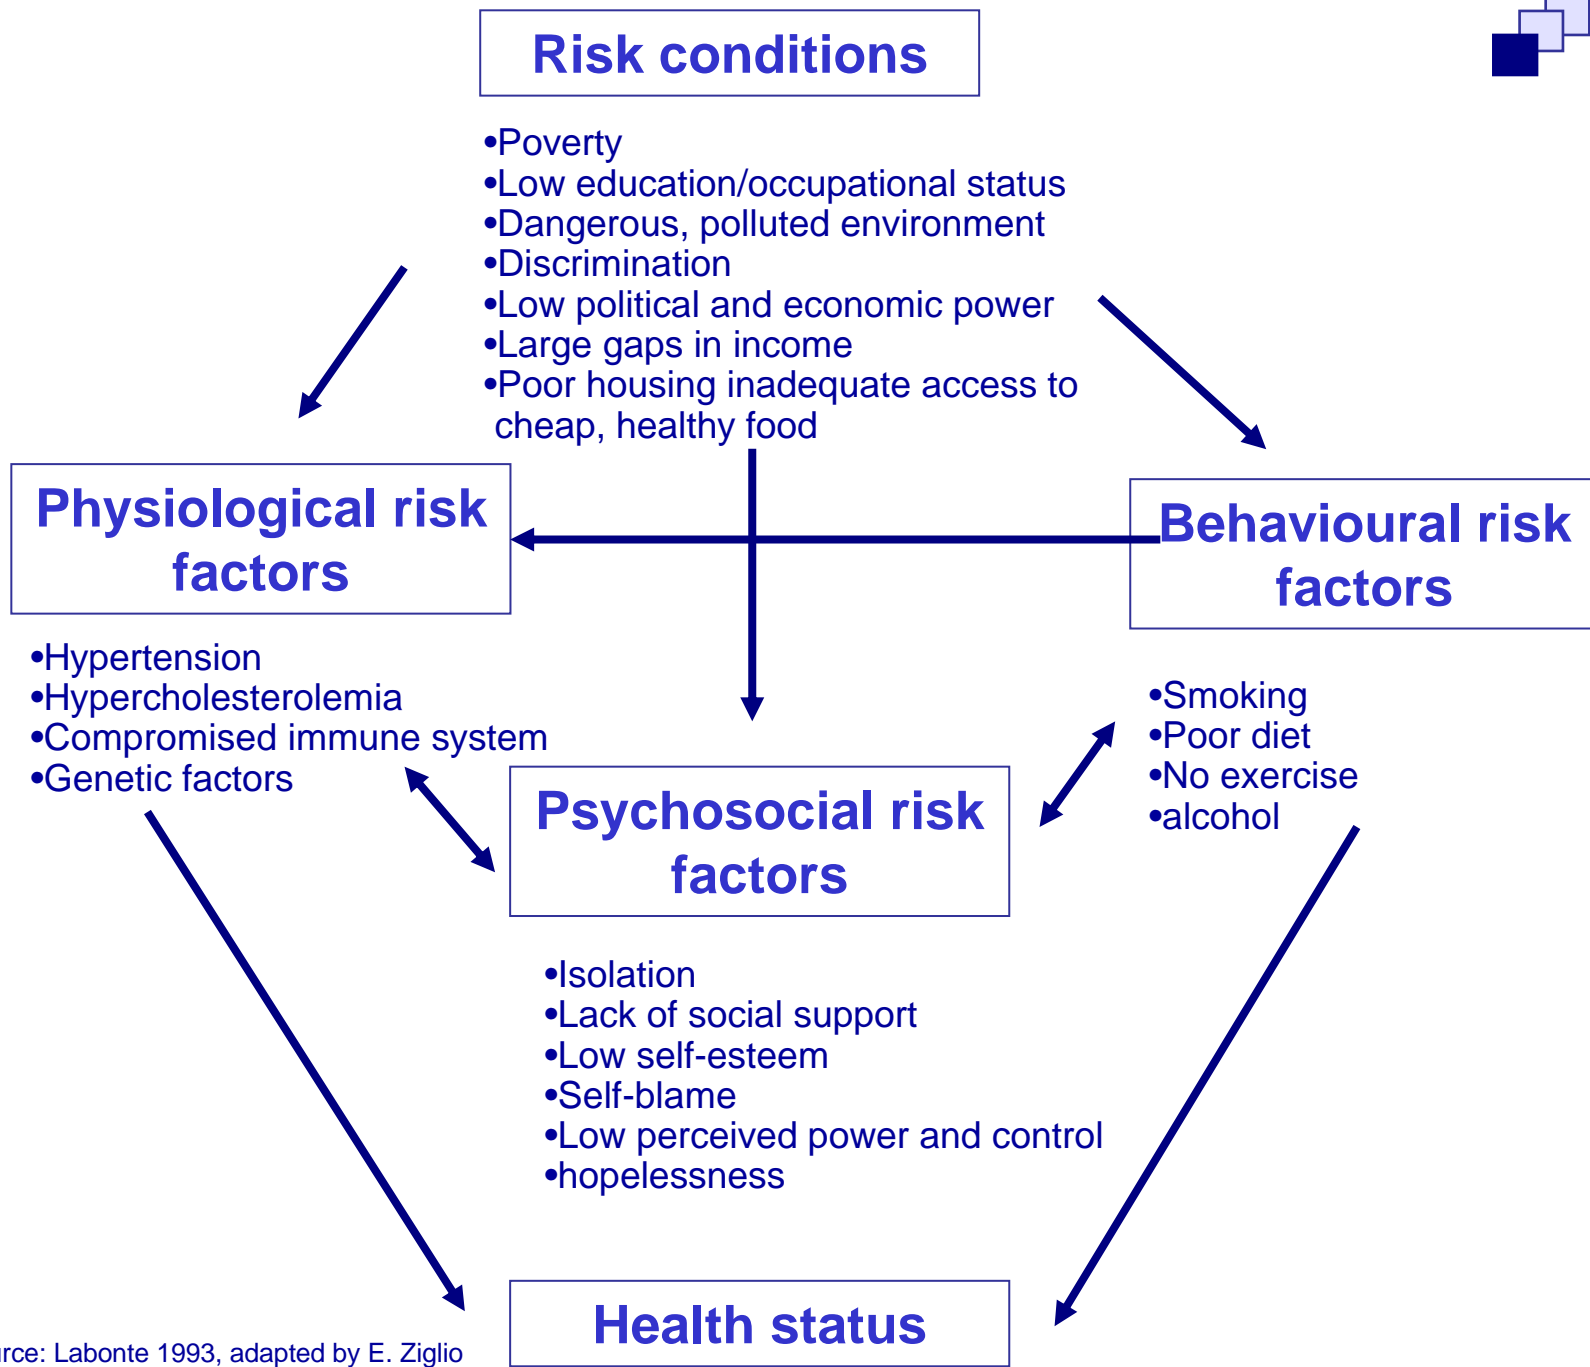 Risk conditions
•Poverty
•Low education/occupational status
•Dangerous, polluted environment
•Discrimination
•Low political and economic power
•Large gaps in income
•Poor housing inadequate access to
cheap, healthy food
Physiological risk
factors
•Hypertension
•Hypercholesterolemia
•Compromised immune system
•Genetic factors
Behavioural risk
factors
•Smoking
•Poor diet
•No exercise
•alcohol
Psychosocial risk
factors
•Isolation
•Lack of social support
•Low self-esteem
•Self-blame
•Low perceived power and control
•hopelessness
Health status
urce: Labonte 1993, adapted by E. Ziglio